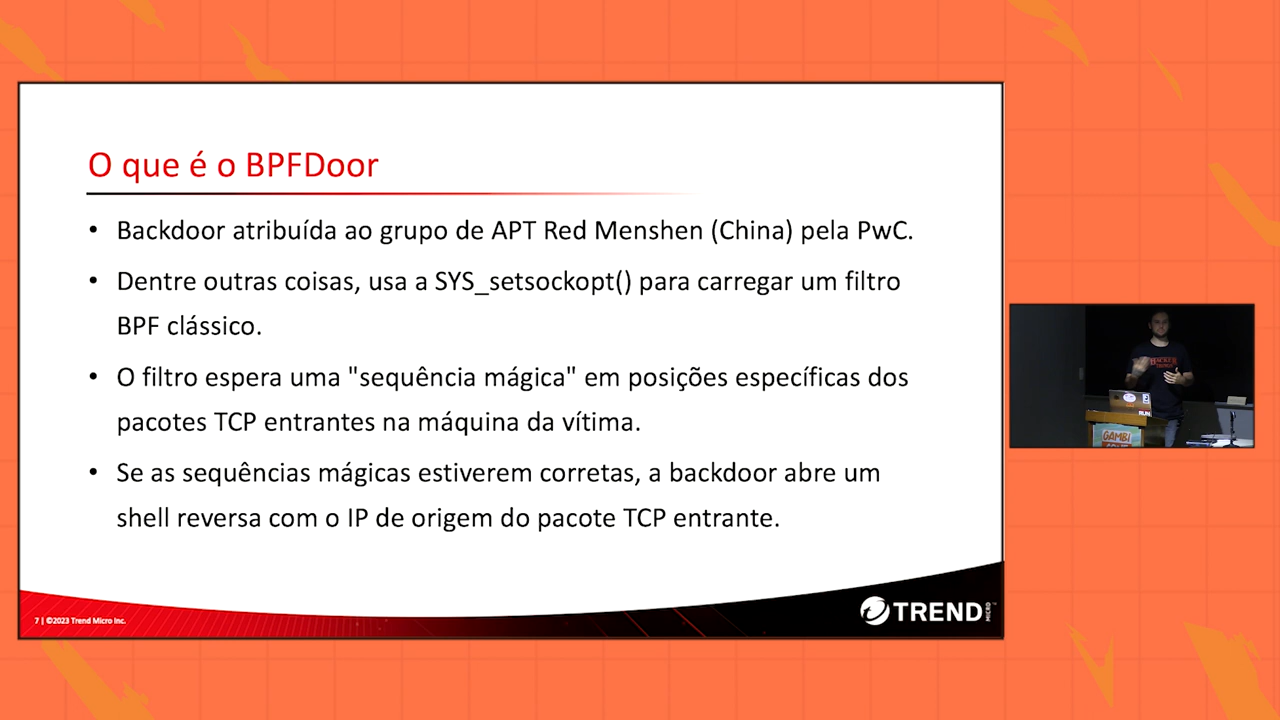 O que é o BPFDoor
• Backdoor atribuída ao grupo de APT Red Menshen (China) pela PwC.
• Dentre outras coisas, usa a SYS_setsockopt() para carregar um filtro
BPF clássico.
• O filtro espera uma "sequência mágica" em posições específicas dos
pacotes TCP entrantes na máquina da vítima.
• Se as sequências mágicas estiverem corretas, a backdoor abre um
shell reversa com o IP de origem do pacote TCP entrante.
7 | ©2023 Trend Micro Inc.
TREND MICRO
GAMBI